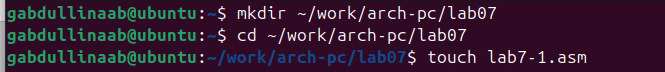 gabdullinaab@ubuntu:~$ mkdir ~/work/arch-pc/lab07
gabdullinaab@ubuntu:~$ cd ~/work/arch-pc/lab07
gabdullinaab@ubuntu:~/work/arch-pc/lab07$ touch lab7-1.asm